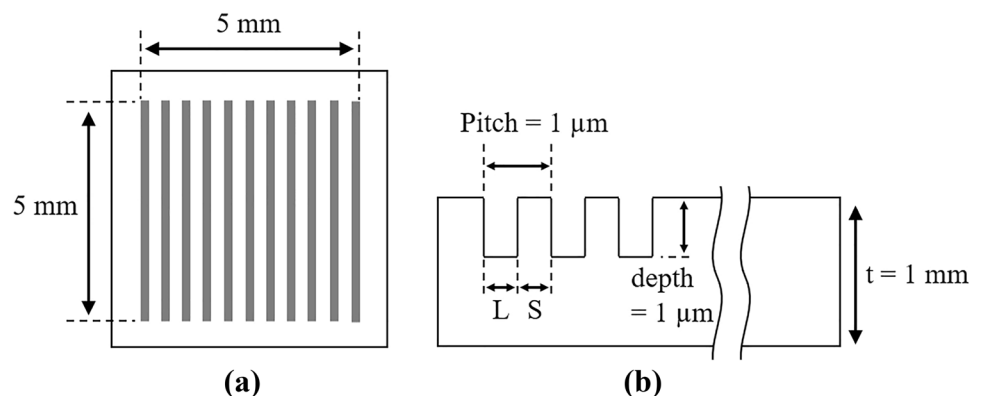 5 mm
5 mm
(a)
Pitch = 1 µm
L
S
depth
= 1 µm
t = 1 mm
(b)